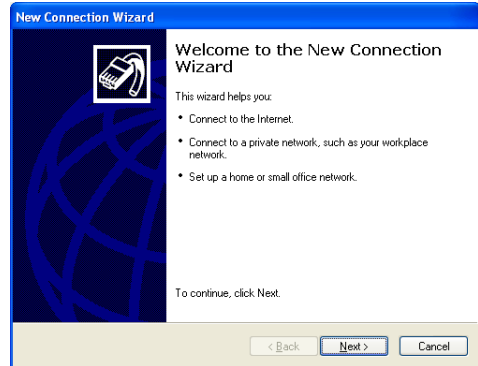 New Connection Wizard
Welcome to the New Connection
Wizard
This wizard helps you:
• Connect to the Internet.
• Connect to a private network, such as your workplace
network.
• Set up a home or small office network.
To continue, click Next.
< Back Next > Cancel